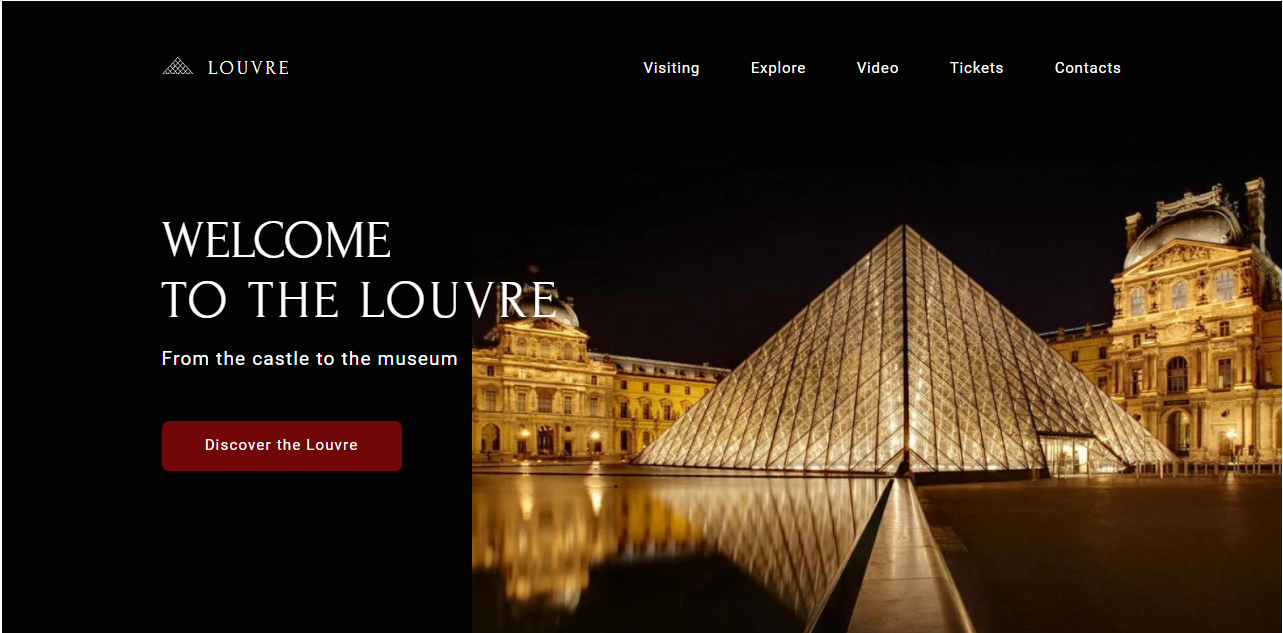 LOUVRE
Visiting
Explore
Video
Tickets
Contacts
WELCOME
TO THE LOUVRE
From the castle to the museum
Discover the Louvre